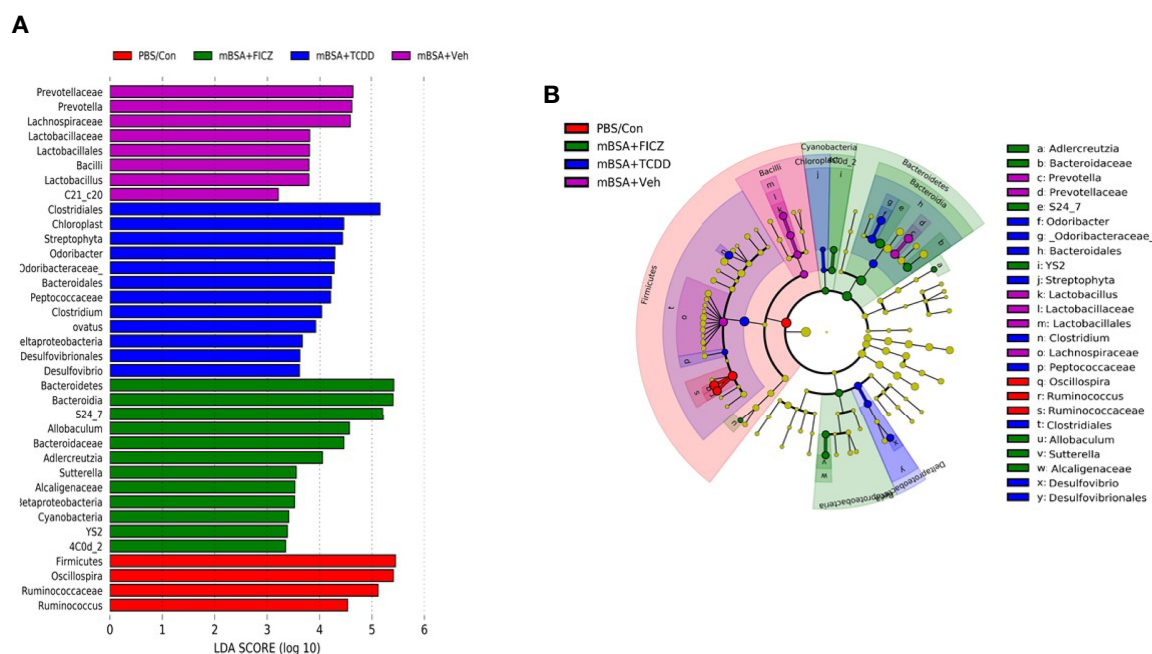 A
PBS/Con mBSA+FICZ mBSA+TCDD mBSA+Veh
Prevotellaceae
Prevotella
Lachnospiraceae
Lactobacillaceae
Lactobacillales
Bacilli
Lactobacillus
C21_c20
Clostridiales
Chloroplast
Streptophyta
Odoribacter
Odoribacteraceae_
Bacteroidales
Peptococcaceae
Clostridium
ovatus
eltaproteobacteria
Desulfovibrionales
Desulfovibrio
Bacteroidetes
Bacteroidia
S24_7
Allobaculum
Bacteroidaceae
Adlercreutzia
Sutterella
Alcaligenaceae
Betaproteobacteria
Cyanobacteria
YS2
4C0d_2
Firmicutes
Oscillospira
Ruminococcaceae
Ruminococcus
0 1 2 3 4 5 6
LDA SCORE (log 10)
B
PBS/Con
mBSA+FICZ
mBSA+TCDD
mBSA+Veh
Cyanobacteria
Chloroplast
4C0d_2
Bacilli
Bacteroidetes
Bacteroidia
Firmicutes
Deltaproteobacteria
m
l
k
j
i
g
e
h
d
b
a
t
o
p
s
u
v
w
x
y
a: Adlercreutzia
b: Bacteroidaceae
c: Prevotella
d: Prevotellaceae
e: S24_7
f: Odoribacter
g: _Odoribacteraceae_
h: Bacteroidales
i: YS2
j: Streptophyta
k: Lactobacillus
l: Lactobacillaceae
m: Lactobacillales
n: Clostridium
o: Lachnospiraceae
p: Peptococcaceae
q: Oscillospira
r: Ruminococcus
s: Ruminococcaceae
t: Clostridiales
u: Allobaculum
v: Sutterella
w: Alcaligenaceae
x: Desulfovibrio
y: Desulfovibrionales